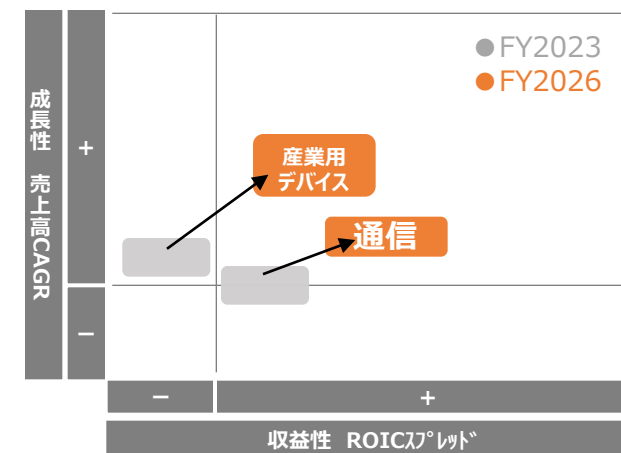 ●FY2023
●FY2026
成長性 売上高CAGR
+
−
産業用
デバイス
通信
− +
収益性 ROICｽﾌﾟﾚｯﾄﾞ